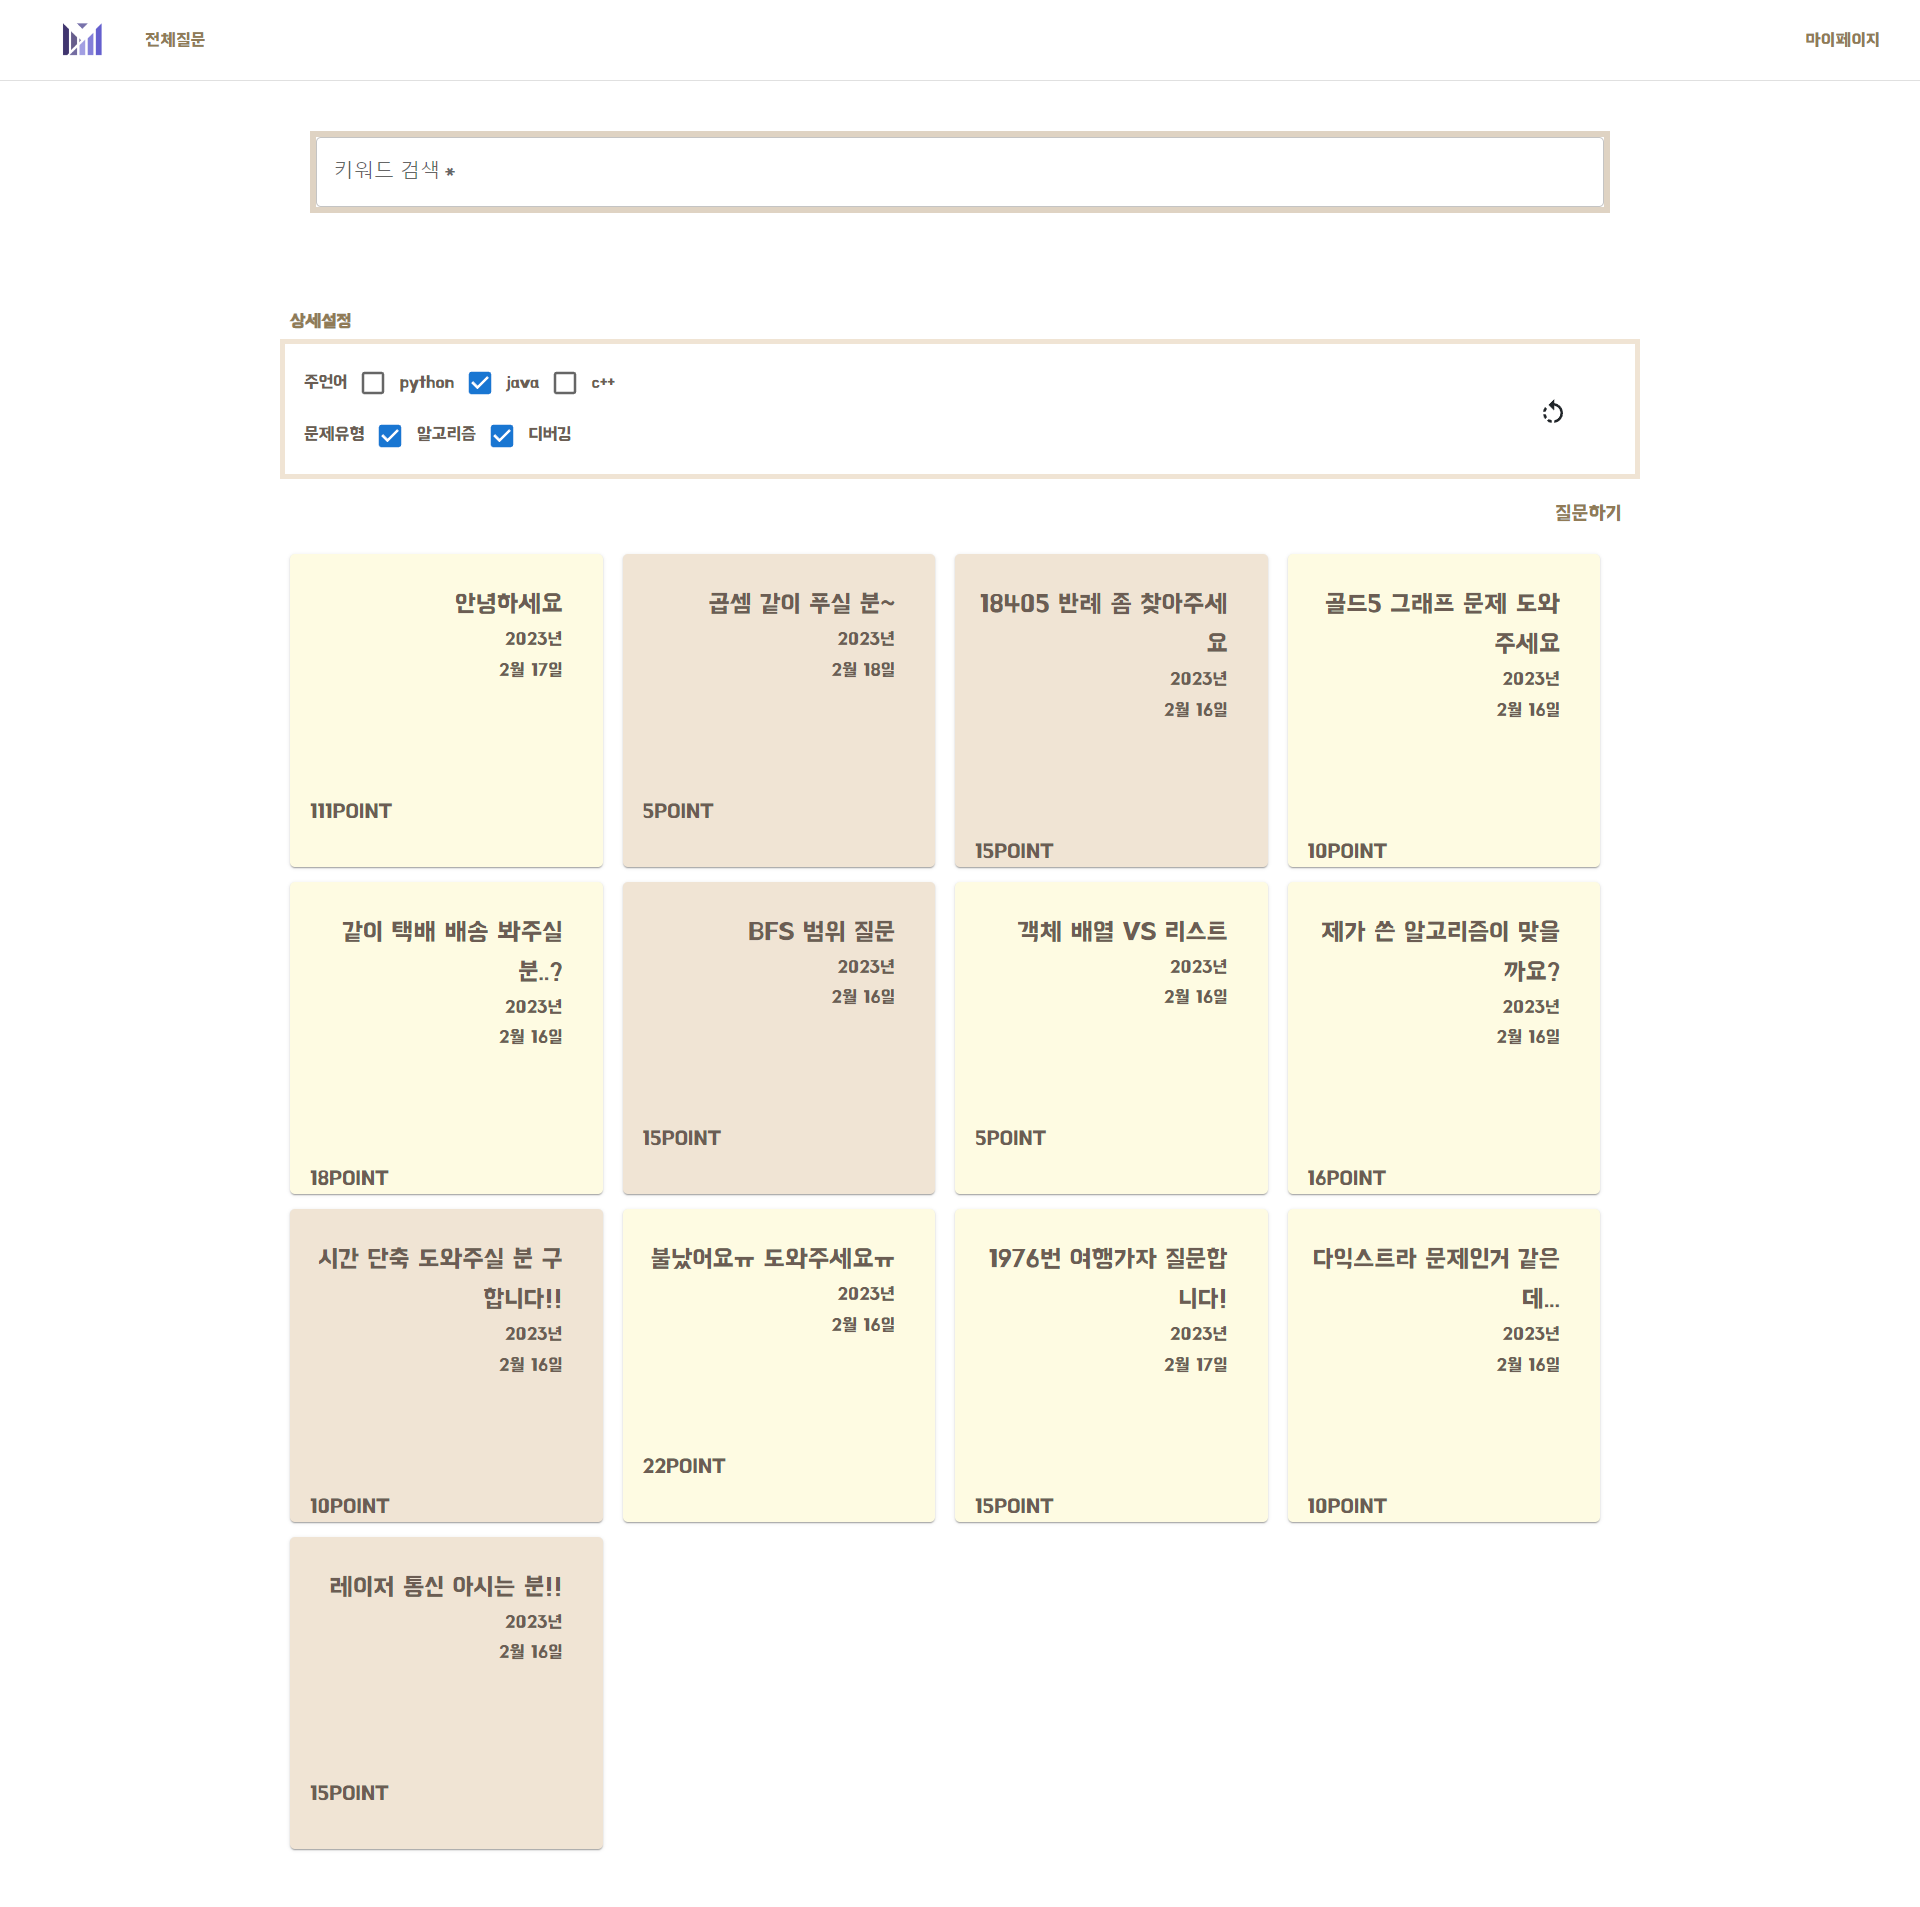 전체질문
마이페이지
키워드 검색 *
상세설정
주언어 python java c++
문제유형 알고리즘 디버깅
질문하기
안녕하세요
2023년
2월 17일
111POINT
곱셈 같이 푸실 분~
2023년
2월 18일
5POINT
18405 반례 좀 찾아주세
요
2023년
2월 16일
15POINT
골드5 그래프 문제 도와
주세요
2023년
2월 16일
10POINT
같이 택배 배송 봐주실
분..?
2023년
2월 16일
18POINT
BFS 범위 질문
2023년
2월 16일
15POINT
객체 배열 VS 리스트
2023년
2월 16일
5POINT
제가 쓴 알고리즘이 맞을
까요?
2023년
2월 16일
16POINT
시간 단축 도와주실 분 구
합니다!!
2023년
2월 16일
10POINT
불났어요ㅠ 도와주세요ㅠ
2023년
2월 16일
22POINT
1976번 여행가자 질문합
니다!
2023년
2월 17일
15POINT
다익스트라 문제인거 같은
데...
2023년
2월 16일
10POINT
레이저 통신 아시는 분!!
2023년
2월 16일
15POINT